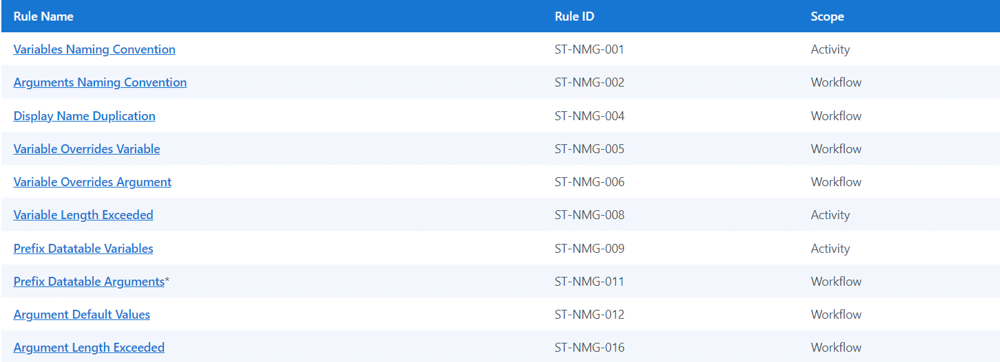 Rule Name Rule ID Scope
Variables Naming Convention ST-NMG-001 Activity
Arguments Naming Convention ST-NMG-002 Workflow
Display Name Duplication ST-NMG-004 Workflow
Variable Overrides Variable ST-NMG-005 Workflow
Variable Overrides Argument ST-NMG-006 Workflow
Variable Length Exceeded ST-NMG-008 Activity
Prefix Datatable Variables ST-NMG-009 Activity
Prefix Datatable Arguments* ST-NMG-011 Workflow
Argument Default Values ST-NMG-012 Workflow
Argument Length Exceeded ST-NMG-016 Workflow